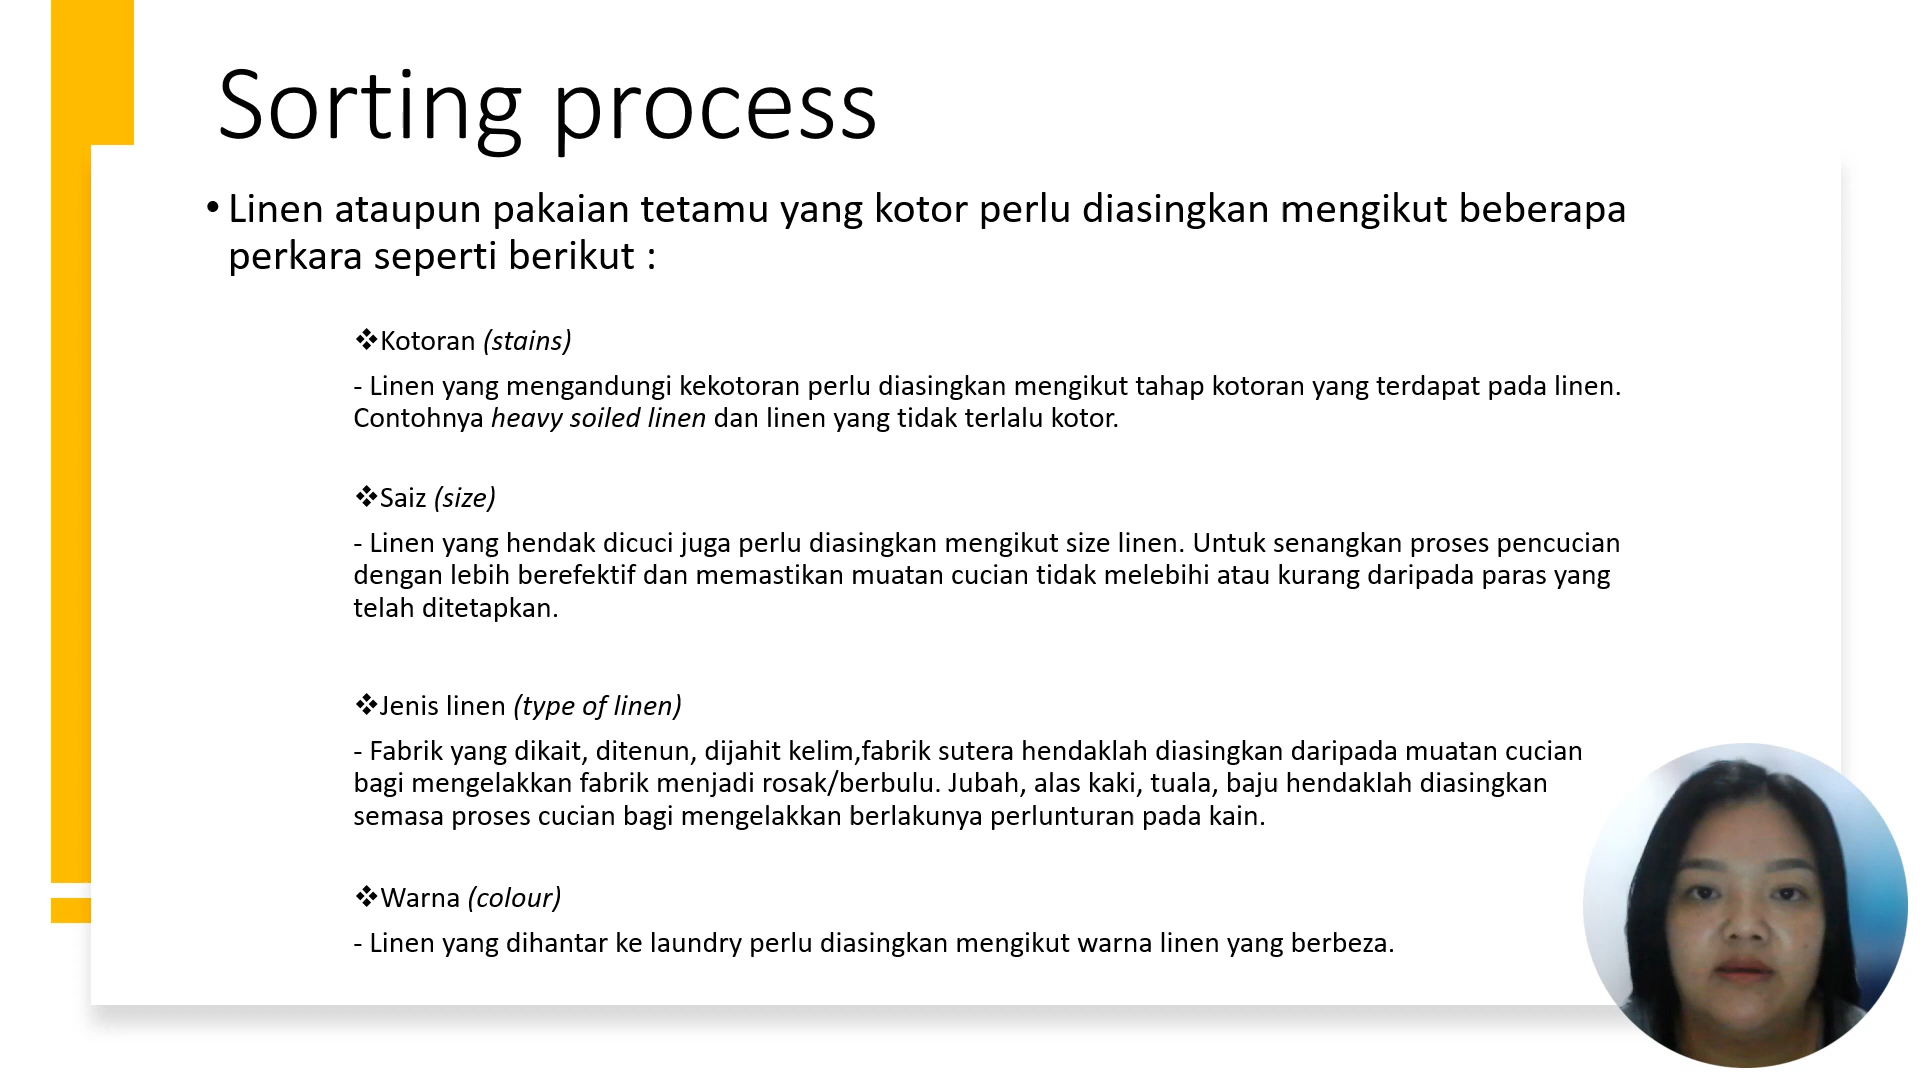 Sorting process
• Linen ataupun pakaian tetamu yang kotor perlu diasingkan mengikut beberapa
perkara seperti berikut :
❖Kotoran (stains)
- Linen yang mengandungi kekotoran perlu diasingkan mengikut tahap kotoran yang terdapat pada linen.
Contohnya heavy soiled linen dan linen yang tidak terlalu kotor.
❖Saiz (size)
- Linen yang hendak dicuci juga perlu diasingkan mengikut size linen. Untuk senangkan proses pencucian
dengan lebih berefektif dan memastikan muatan cucian tidak melebihi atau kurang daripada paras yang
telah ditetapkan.
❖Jenis linen (type of linen)
- Fabrik yang dikait, ditenun, dijahit kelim,fabrik sutera hendaklah diasingkan daripada muatan cucian
bagi mengelakkan fabrik menjadi rosak/berbulu. Jubah, alas kaki, tuala, baju hendaklah diasingkan
semasa proses cucian bagi mengelakkan berlakunya perlunturan pada kain.
❖Warna (colour)
- Linen yang dihantar ke laundry perlu diasingkan mengikut warna linen yang berbeza.